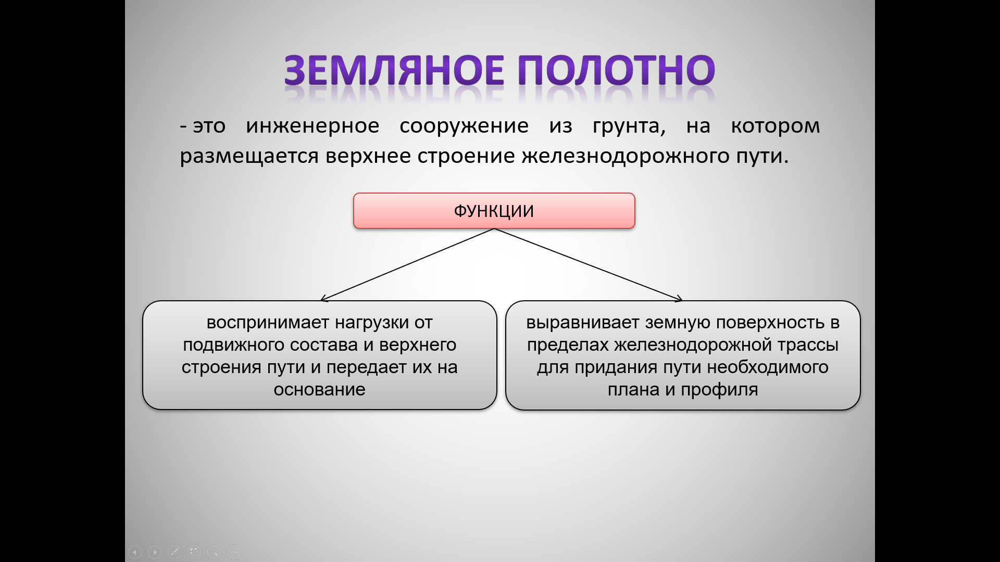 ЗЕМЛЯНОЕ ПОЛОТНО
- это инженерное сооружение из грунта, на котором
размещается верхнее строение железнодорожного пути.
ФУНКЦИИ
воспринимает нагрузки от
подвижного состава и верхнего
строения пути и передает их на
основание
выравнивает земную поверхность в
пределах железнодорожной трассы
для придания пути необходимого
плана и профиля